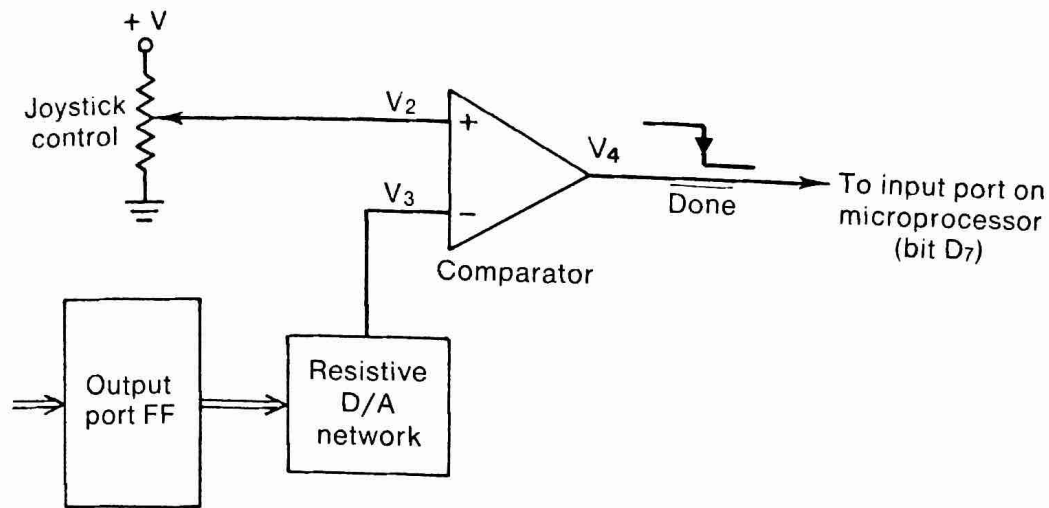 + V
Joystick
control
V2
+
V4
To input port on
microprocessor
(bit D7)
Done
V3
−
Comparator
Output
port FF
Resistive
D/A
network